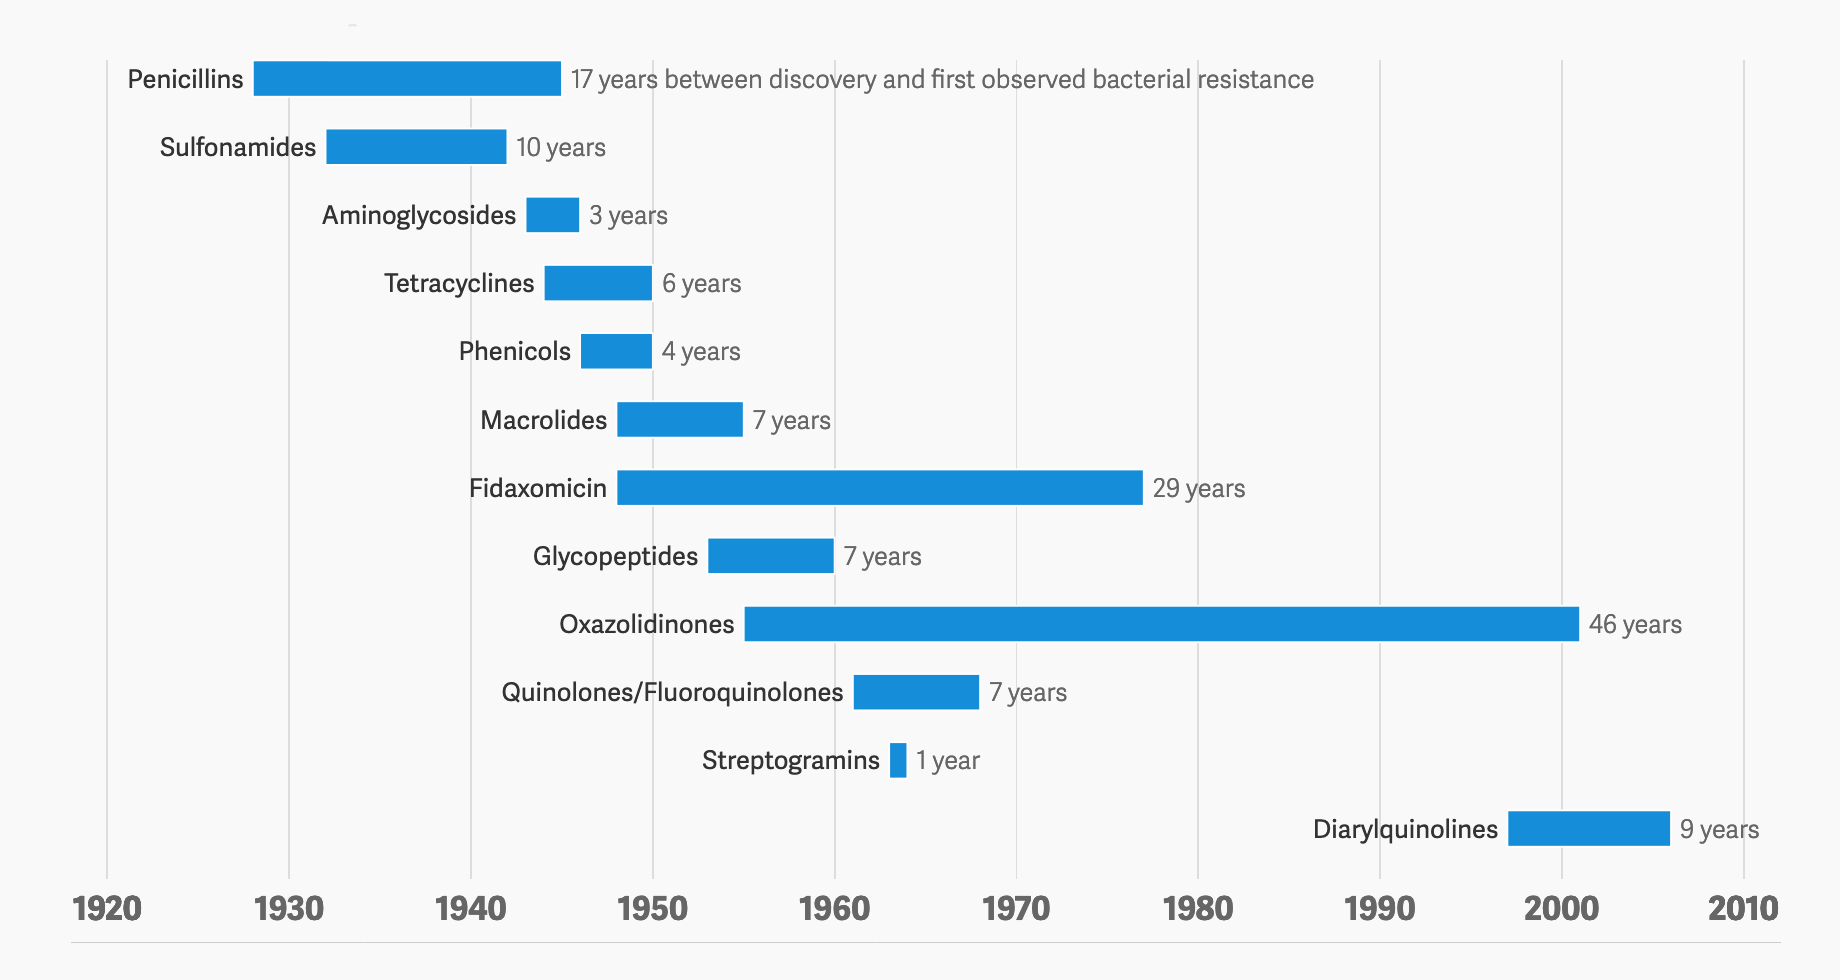 Penicillins 17 years between discovery and first observed bacterial resistance
Sulfonamides 10 years
Aminoglycosides 3 years
Tetracyclines 6 years
Phenicols 4 years
Macrolides 7 years
Fidaxomicin 29 years
Glycopeptides 7 years
Oxazolidinones 46 years
Quinolones/Fluoroquinolones 7 years
Streptogramins 1 year
Diarylquinolines 9 years
1920 1930 1940 1950 1960 1970 1980 1990 2000 2010